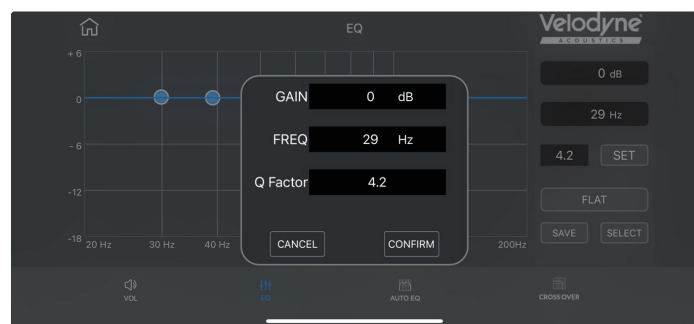 EQ
Velodyne
ACOUSTICS
+ 6
0
- 6
-12
-18
20 Hz
30 Hz
40 Hz
200Hz
GAIN 0 dB
FREQ 29 Hz
Q Factor 4.2
CANCEL CONFIRM
0 dB
29 Hz
4.2 SET
FLAT
SAVE SELECT
VOL
EQ
AUTO EQ
CROSS OVER